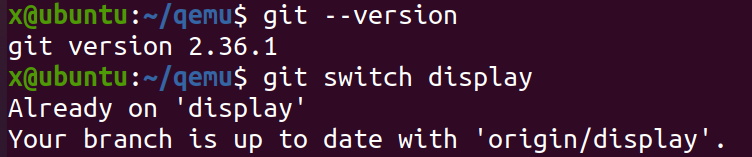 x@ubuntu:~/qemu$ git --version
git version 2.36.1
x@ubuntu:~/qemu$ git switch display
Already on 'display'
Your branch is up to date with 'origin/display'.